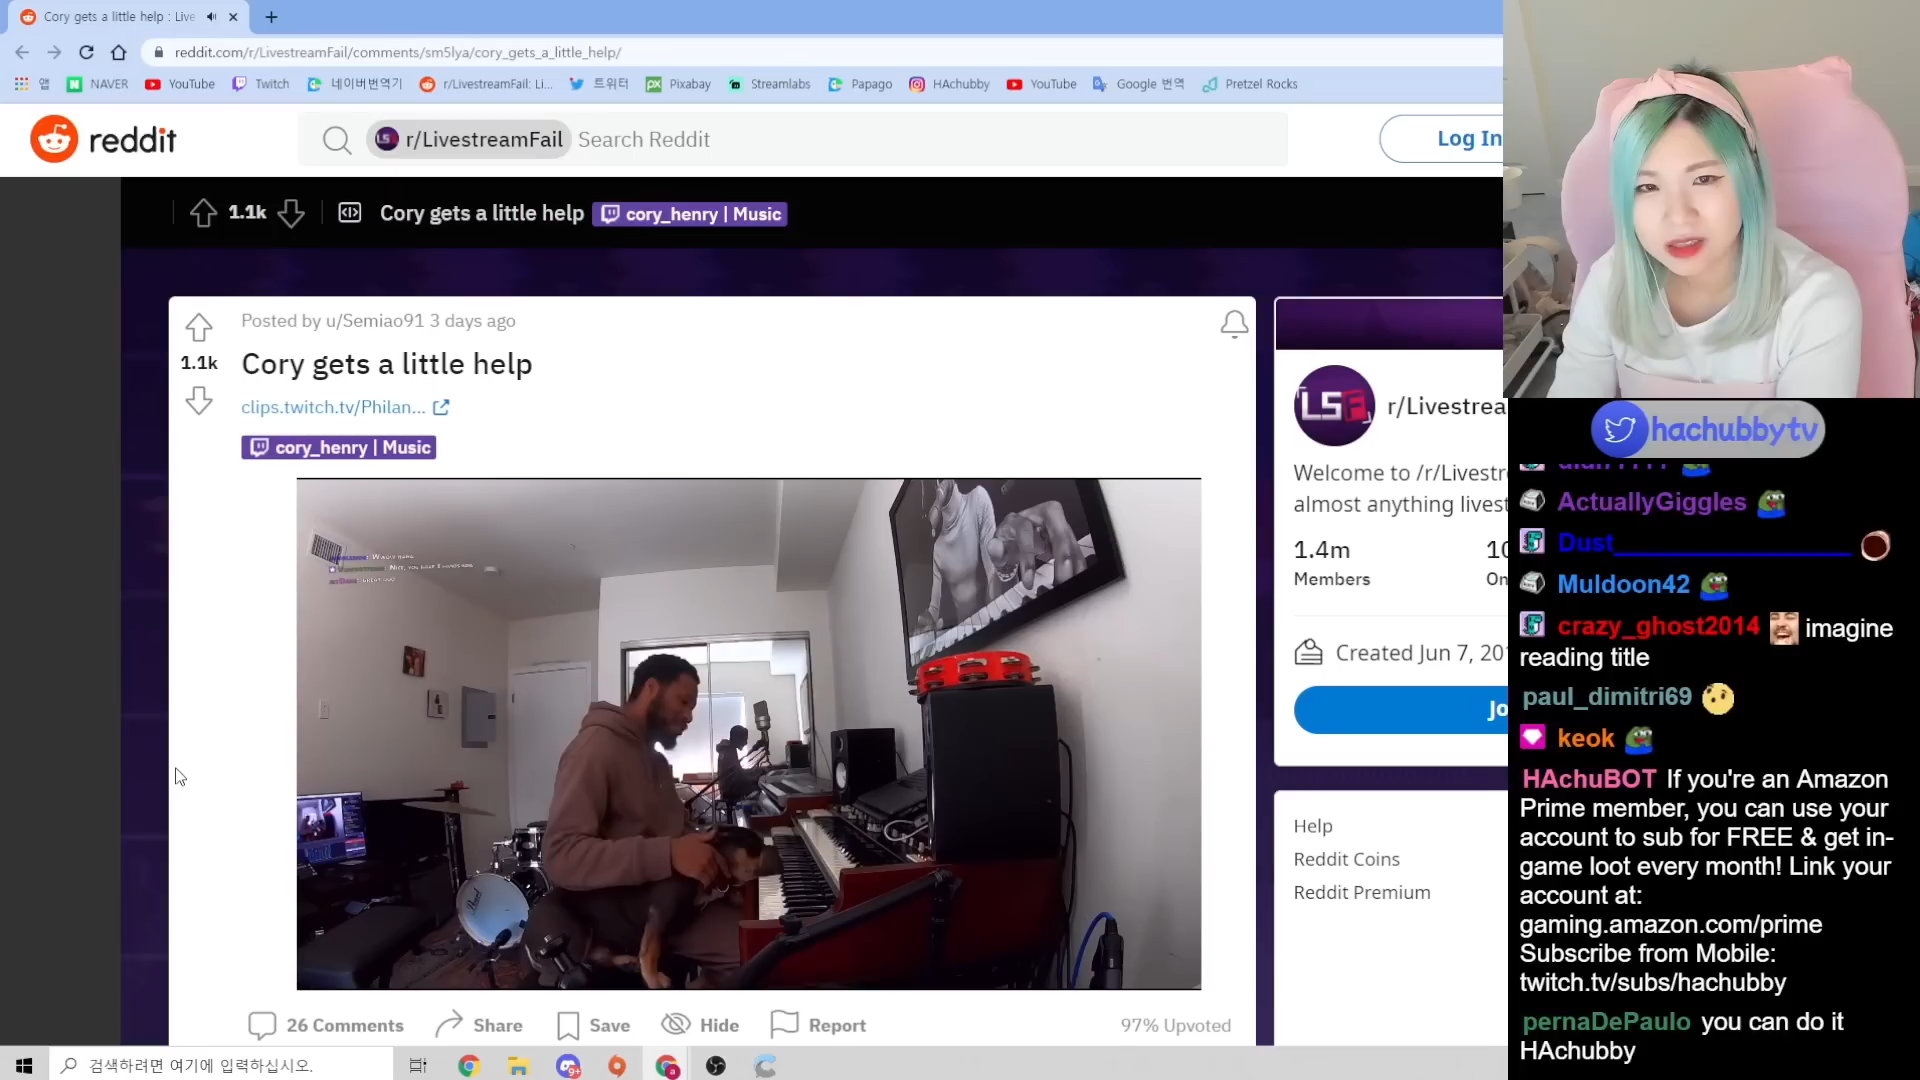 Cory gets a little help : Live
reddit.com/r/LivestreamFail/comments/sm5lya/cory_gets_a_little_help/
앱
NAVER
YouTube
Twitch
네이버번역기
r/LivestreamFail: Li...
트위터
Pixabay
Streamlabs
Papago
HAchubby
YouTube
Google 번역
Pretzel Rocks
reddit
r/LivestreamFail
Search Reddit
Log In
1.1k
Cory gets a little help
cory_henry | Music
Posted by u/Semiao91 3 days ago
1.1k
Cory gets a little help
clips.twitch.tv/Philan...
cory_henry | Music
26 Comments
Share
Save
Hide
Report
97% Upvoted
LSF
r/Livestrea
Welcome to /r/Livestr
almost anything livest
1.4m
Members
10
On
Created Jun 7, 20
Jo
Help
Reddit Coins
Reddit Premium
hachubbytv
ActuallyGiggles
Dust_________________
Muldoon42
crazy_ghost2014 imagine
reading title
paul_dimitri69
keok
HAchuBOT If you're an Amazon
Prime member, you can use your
account to sub for FREE & get in-
game loot every month! Link your
account at:
gaming.amazon.com/prime
Subscribe from Mobile:
twitch.tv/subs/hachubby
pernaDePaulo you can do it
HAchubby
검색하려면 여기에 입력하십시오.
9+